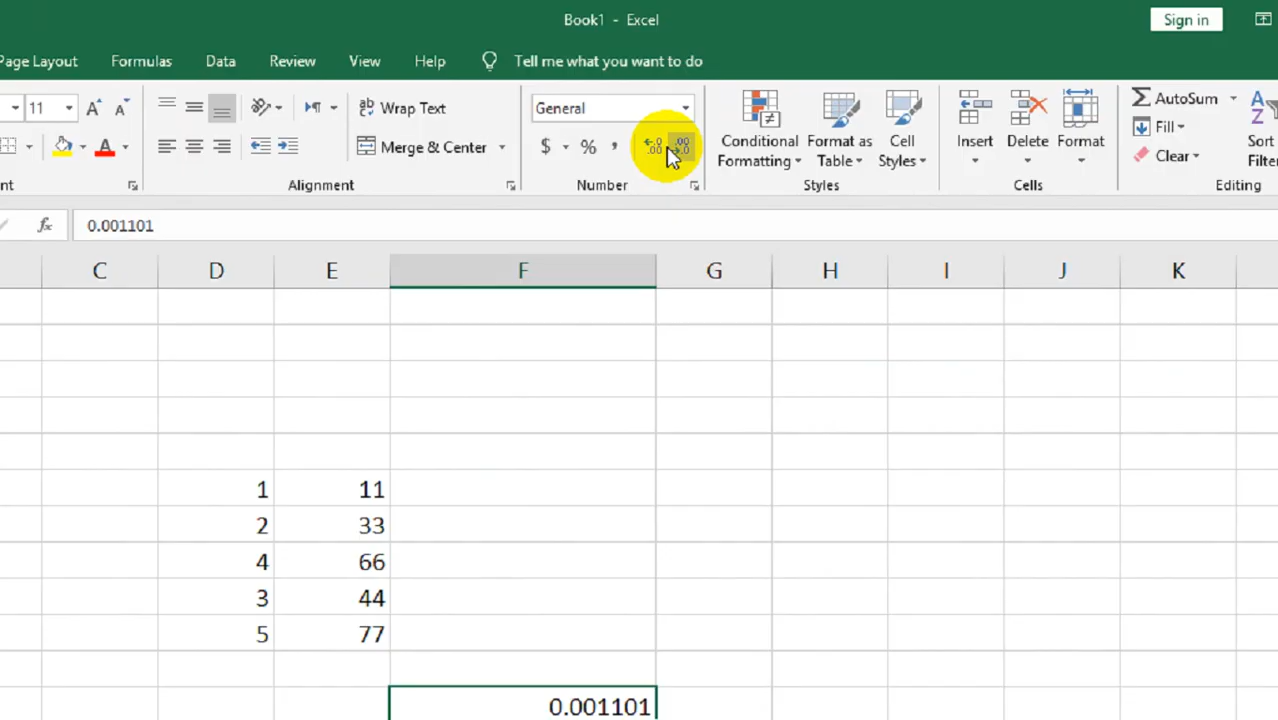 Book1 - Excel
Sign in
Page Layout Formulas Data Review View Help Tell me what you want to do
11 Wrap Text General
Merge & Center $ % ,
Conditional Formatting
Format as Table
Cell Styles
Insert Delete Format
AutoSum
Fill
Clear
Sort
Filte
nt Alignment Number Styles Cells Editing
fx 0.001101
C D E F G H I J K
1 11
2 33
4 66
3 44
5 77
0.001101